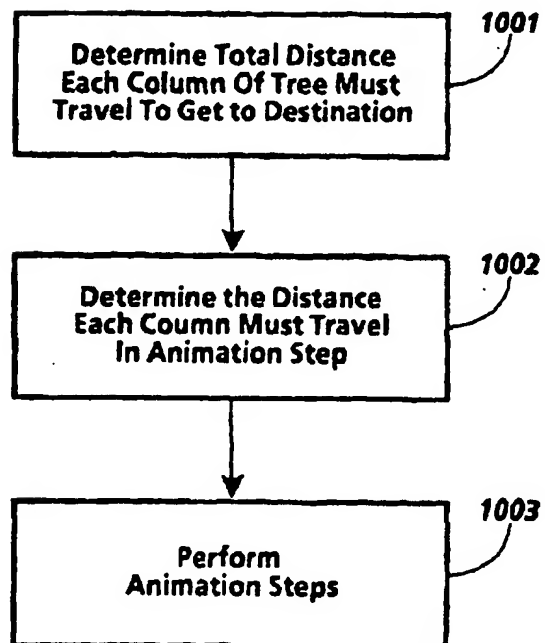 1001
Determine Total Distance
Each Column Of Tree Must
Travel To Get to Destination
1002
Determine the Distance
Each Coumn Must Travel
In Animation Step
1003
Perform
Animation Steps